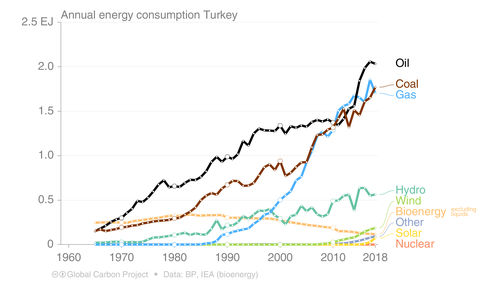 Annual energy consumption Turkey
2.5 EJ
2.0
1.5
1.0
0.5
0
1960
1970
1980
1990
2000
2010
2018
Oil
Coal
Gas
Hydro
Wind
Bioenergy excluding liquids
Other
Solar
Nuclear
Global Carbon Project • Data: BP, IEA (bioenergy)